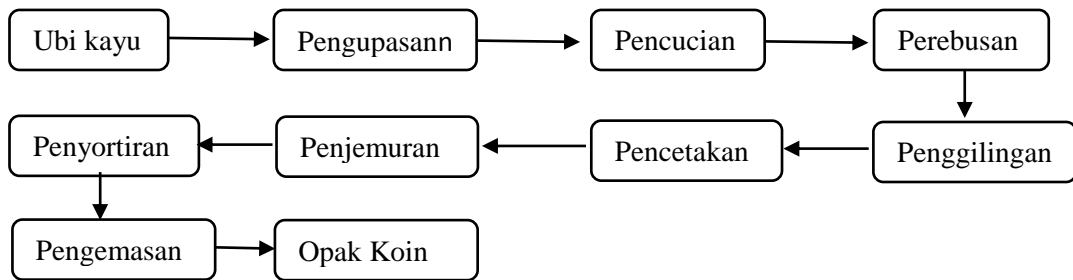 Ubi kayu
Pengupasann
Pencucian
Perebusan
Penggilingan
Pencetakan
Penjemuran
Penyortiran
Pengemasan
Opak Koin